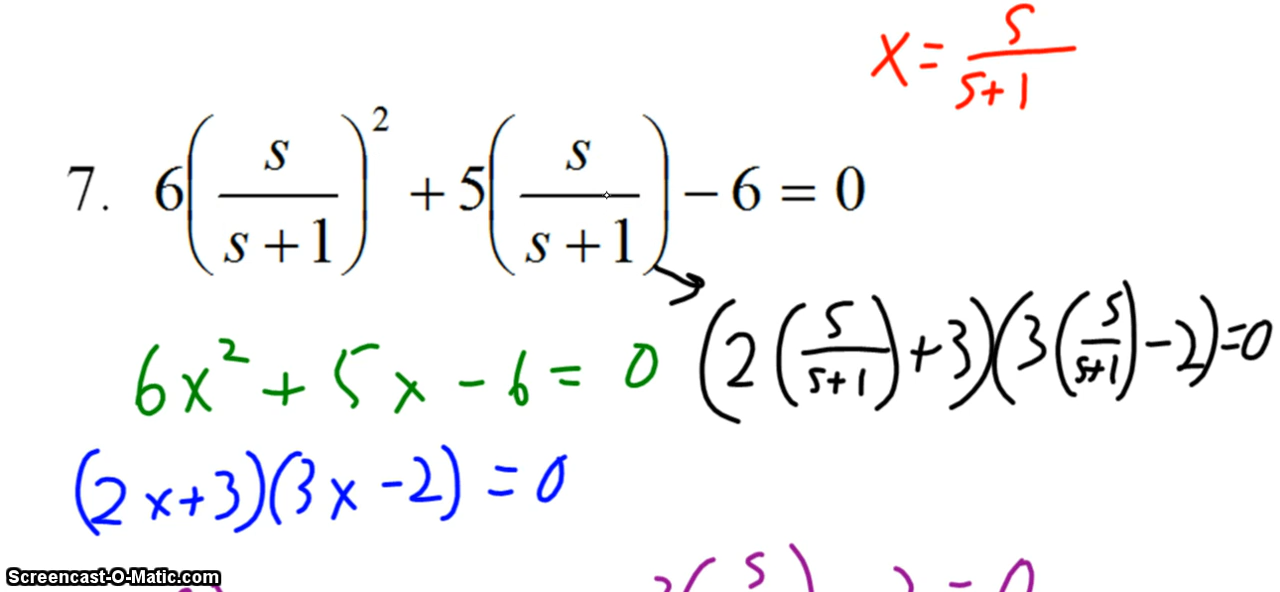 x = s/(s+1)
7. 6(s/(s+1))² + 5(s/(s+1)) − 6 = 0
(2(s/(s+1))+3)(3(s/(s+1))−2)=0
6x² + 5x − 6 = 0
(2x+3)(3x−2) = 0
Screencast-O-Matic.com